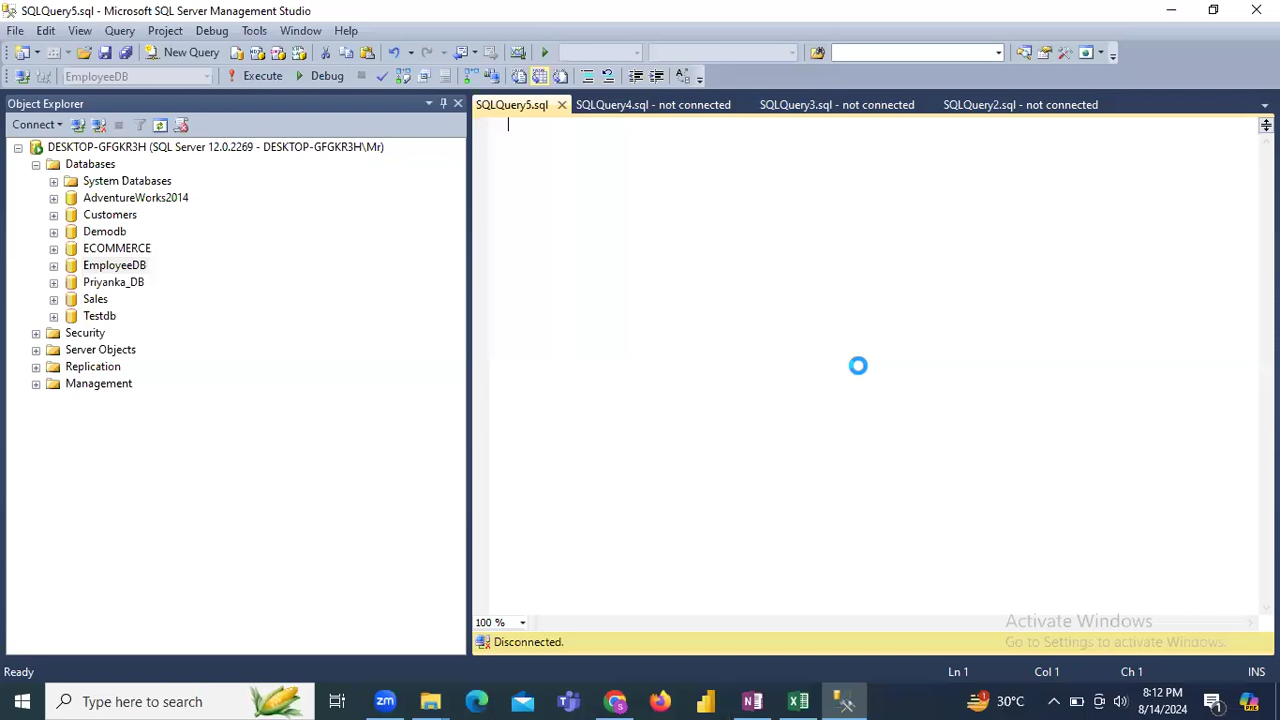 SQLQuery5.sql - Microsoft SQL Server Management Studio
File Edit View Query Project Debug Tools Window Help
New Query
EmployeeDB Execute Debug
Object Explorer
SQLQuery5.sql SQLQuery4.sql - not connected SQLQuery3.sql - not connected SQLQuery2.sql - not connected
Connect
DESKTOP-GFGKR3H (SQL Server 12.0.2269 - DESKTOP-GFGKR3H\Mr)
Databases
System Databases
AdventureWorks2014
Customers
Demodb
ECOMMERCE
EmployeeDB
Priyanka_DB
Sales
Testdb
Security
Server Objects
Replication
Management
100 %
Activate Windows
Go to Settings to activate Windows.
Disconnected.
Ready Ln 1 Col 1 Ch 1 INS
Type here to search
zm
1 30°C
8:12 PM
8/14/2024
1
PRE